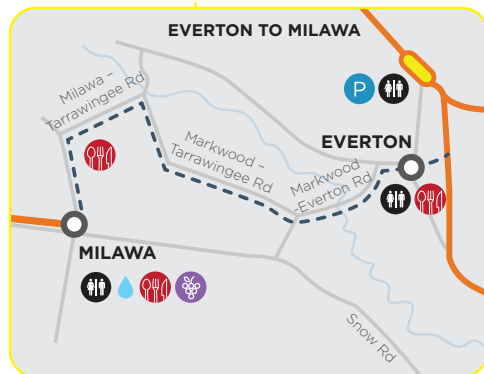 EVERTON TO MILAWA
Milawa –
Tarrawingee Rd
P
EVERTON
Markwood –
Tarrawingee Rd
Markwood
-Everton Rd
MILAWA
Snow Rd